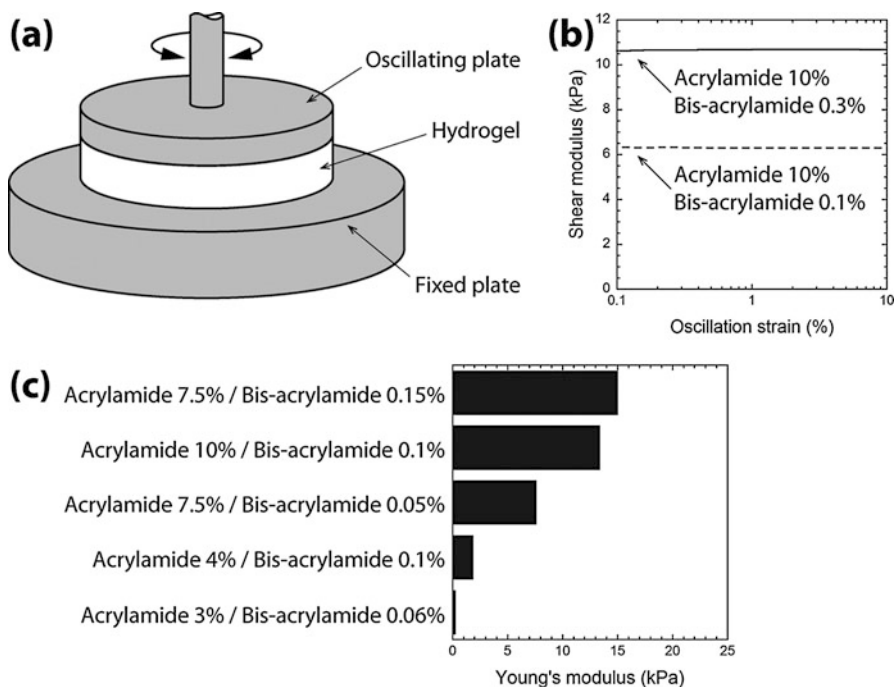 (a)
Oscillating plate
Hydrogel
Fixed plate
(b)
12
10
8
6
4
2
0
Shear modulus (kPa)
Acrylamide 10%
Bis-acrylamide 0.3%
Acrylamide 10%
Bis-acrylamide 0.1%
0.1 1 10
Oscillation strain (%)
(c)
Acrylamide 7.5% / Bis-acrylamide 0.15%
Acrylamide 10% / Bis-acrylamide 0.1%
Acrylamide 7.5% / Bis-acrylamide 0.05%
Acrylamide 4% / Bis-acrylamide 0.1%
Acrylamide 3% / Bis-acrylamide 0.06%
0 5 10 15 20 25
Young's modulus (kPa)